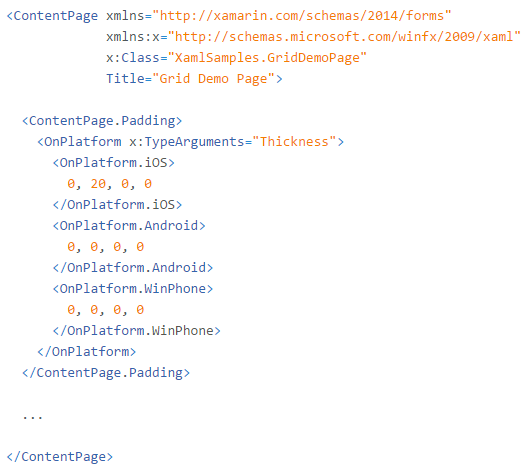 <ContentPage xmlns="http://xamarin.com/schemas/2014/forms"
             xmlns:x="http://schemas.microsoft.com/winfx/2009/xaml"
             x:Class="XamlSamples.GridDemoPage"
             Title="Grid Demo Page">
  <ContentPage.Padding>
    <OnPlatform x:TypeArguments="Thickness">
      <OnPlatform.iOS>
        0, 20, 0, 0
      </OnPlatform.iOS>
      <OnPlatform.Android>
        0, 0, 0, 0
      </OnPlatform.Android>
      <OnPlatform.WinPhone>
        0, 0, 0, 0
      </OnPlatform.WinPhone>
    </OnPlatform>
  </ContentPage.Padding>
  ...
</ContentPage>